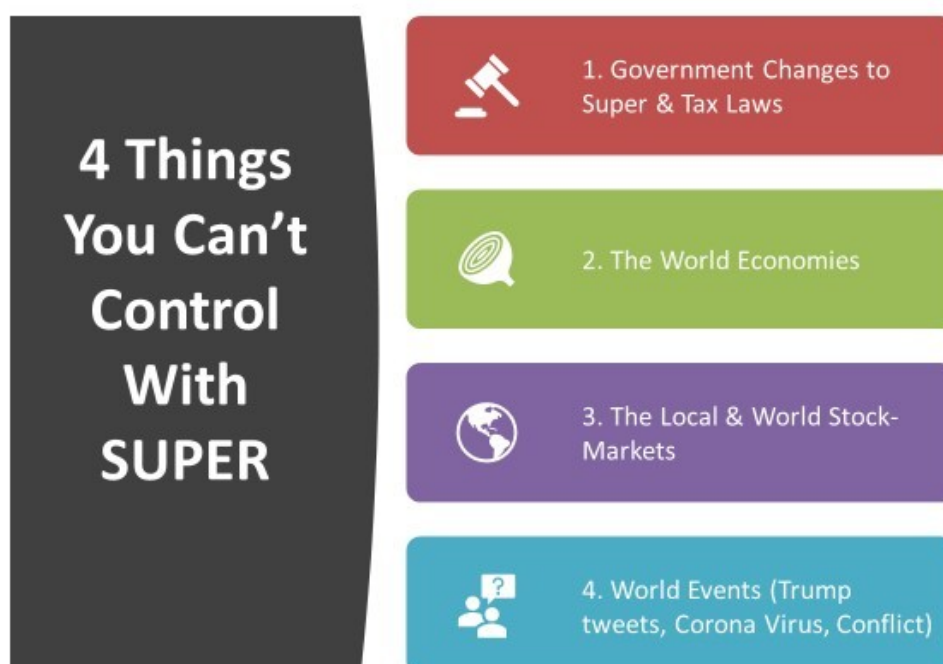 4 Things
You Can't
Control
With
SUPER
1. Government Changes to
Super & Tax Laws
2. The World Economies
3. The Local & World Stock-
Markets
?
4. World Events (Trump
tweets, Corona Virus, Conflict)